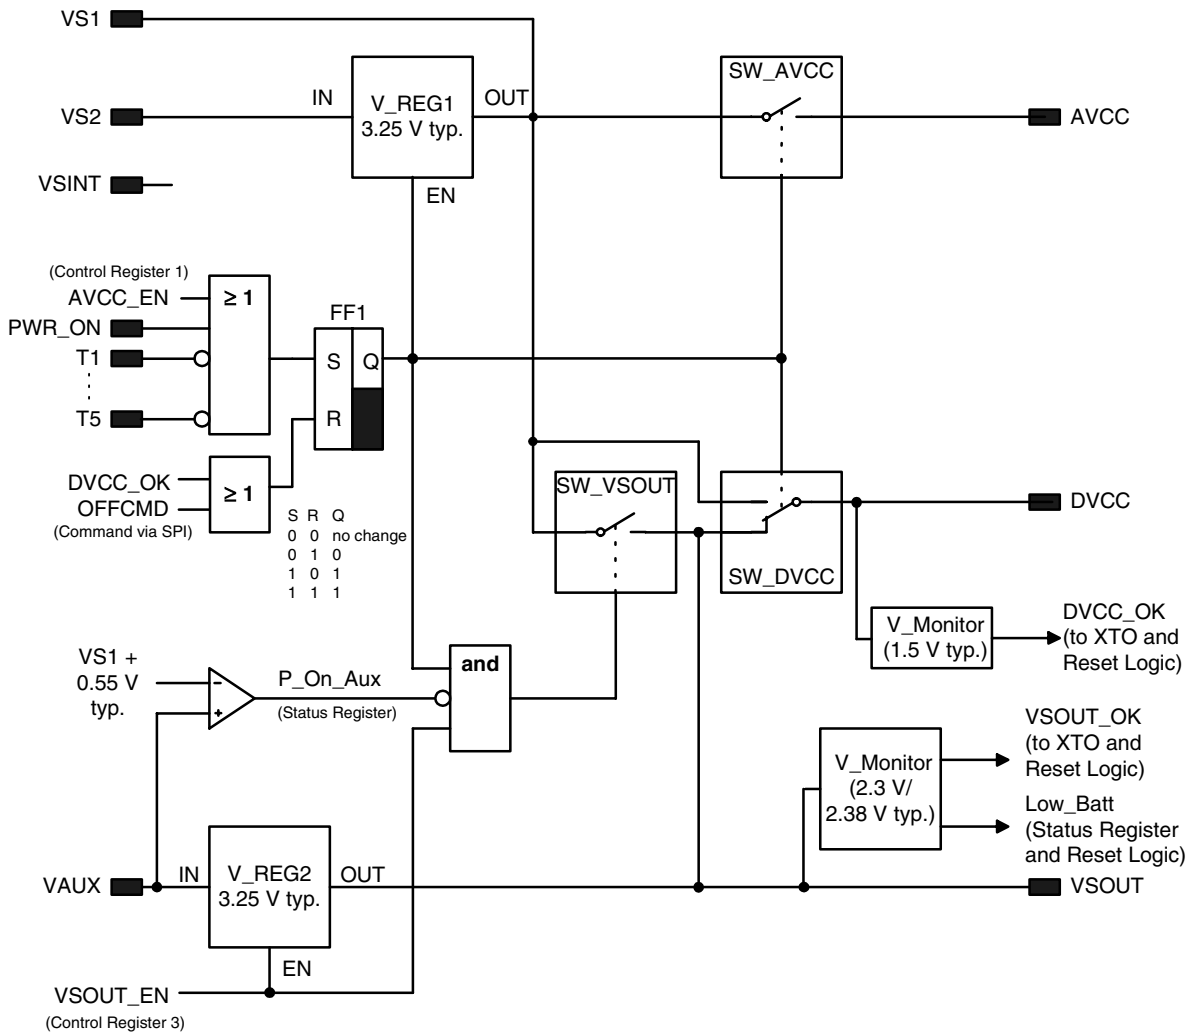 VS1
SW_AVCC
IN
V_REG1
3.25 V typ.
OUT
VS2
AVCC
VSINT
EN
(Control Register 1)
AVCC_EN
≥ 1
PWR_ON
FF1
T1
S
Q
T5
R
DVCC_OK
OFFCMD
(Command via SPI)
≥ 1
S R Q
0 0 no change
0 1 0
1 0 1
1 1 1
SW_VSOUT
SW_DVCC
DVCC
V_Monitor
(1.5 V typ.)
DVCC_OK
(to XTO and
Reset Logic)
VS1 +
0.55 V
typ.
-
+
P_On_Aux
(Status Register)
and
V_Monitor
(2.3 V/
2.38 V typ.)
VSOUT_OK
(to XTO and
Reset Logic)
Low_Batt
(Status Register
and Reset Logic)
VAUX
IN
V_REG2
3.25 V typ.
OUT
VSOUT
EN
VSOUT_EN
(Control Register 3)